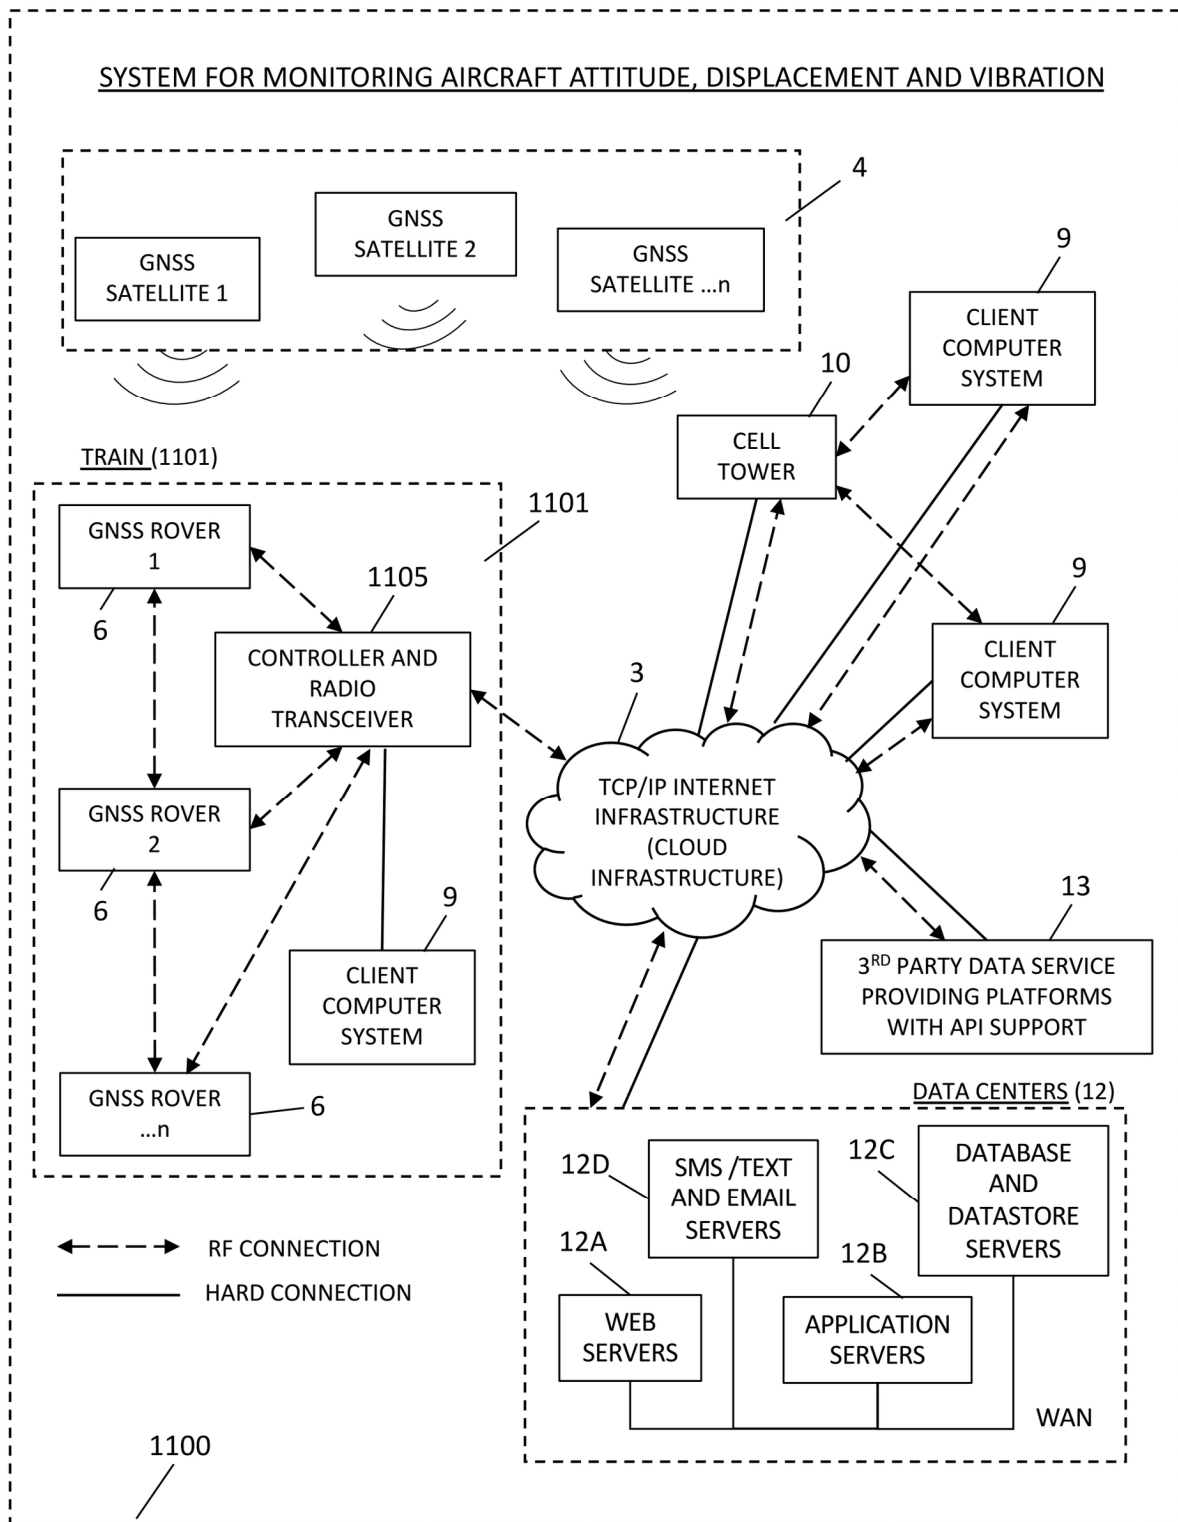 SYSTEM FOR MONITORING AIRCRAFT ATTITUDE, DISPLACEMENT AND VIBRATION
4
GNSS
SATELLITE 1
GNSS
SATELLITE 2
GNSS
SATELLITE ...n
9
CLIENT
COMPUTER
SYSTEM
10
CELL
TOWER
TRAIN (1101)
1101
GNSS ROVER
1
6
1105
CONTROLLER AND
RADIO
TRANSCEIVER
9
CLIENT
COMPUTER
SYSTEM
3
TCP/IP INTERNET
INFRASTRUCTURE
(CLOUD
INFRASTRUCTURE)
GNSS ROVER
2
6
9
CLIENT
COMPUTER
SYSTEM
13
3RD PARTY DATA SERVICE
PROVIDING PLATFORMS
WITH API SUPPORT
GNSS ROVER
...n
6
DATA CENTERS (12)
12D
SMS /TEXT
AND EMAIL
SERVERS
12C
DATABASE
AND
DATASTORE
SERVERS
12A
WEB
SERVERS
12B
APPLICATION
SERVERS
WAN
RF CONNECTION
HARD CONNECTION
1100